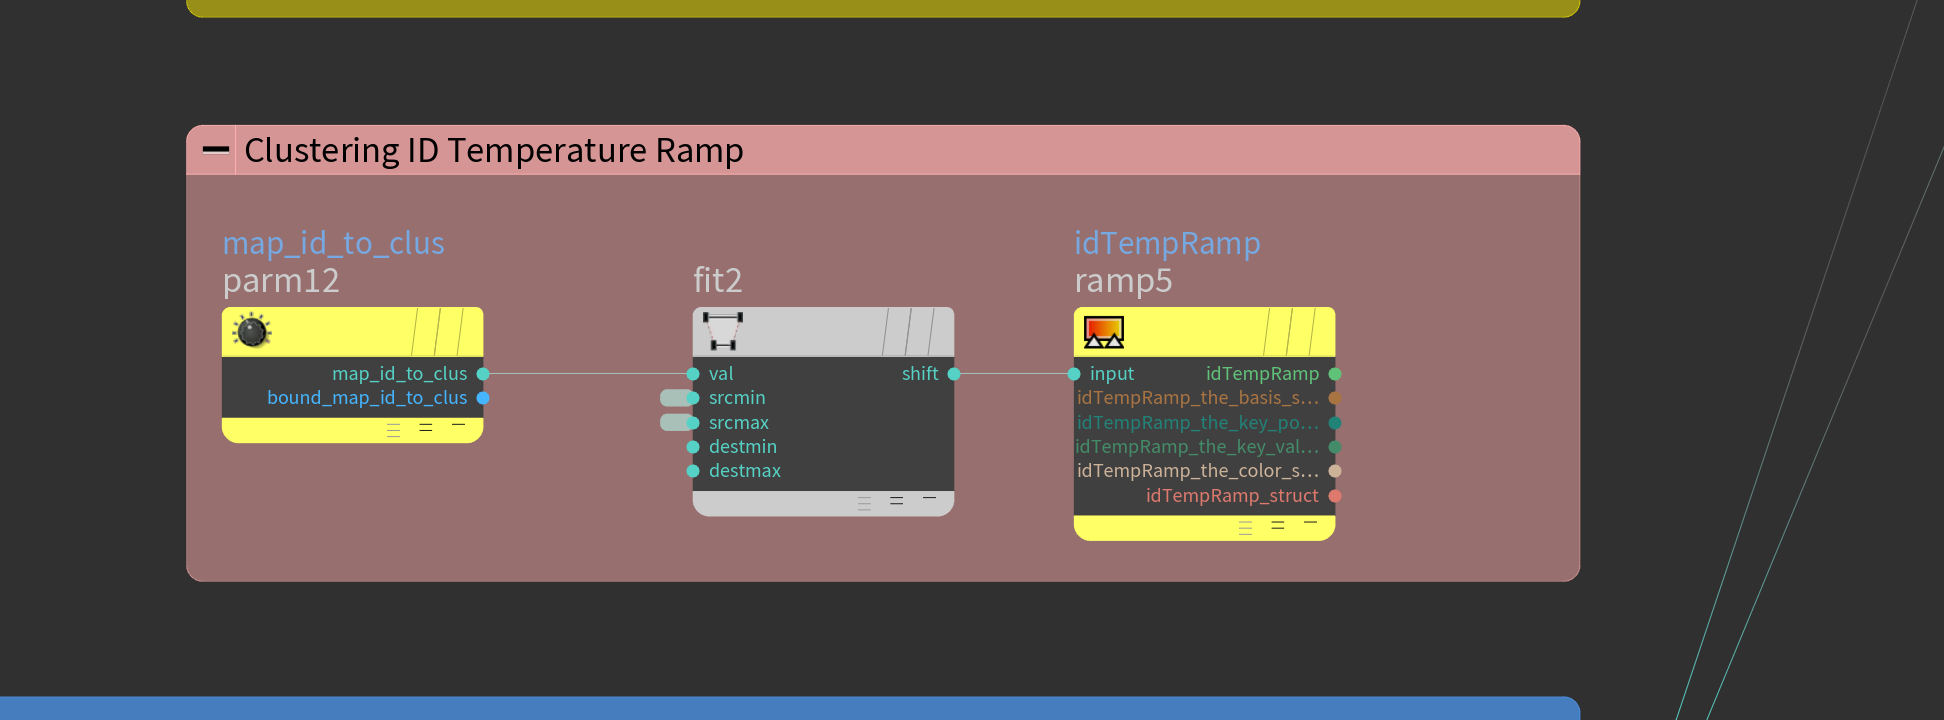 Clustering ID Temperature Ramp
map_id_to_clus
parm12
map_id_to_clus
bound_map_id_to_clus
fit2
val shift
srcmin
srcmax
destmin
destmax
idTempRamp
ramp5
input idTempRamp
idTempRamp_the_basis_s...
idTempRamp_the_key_po...
idTempRamp_the_key_val...
idTempRamp_the_color_s...
idTempRamp_struct